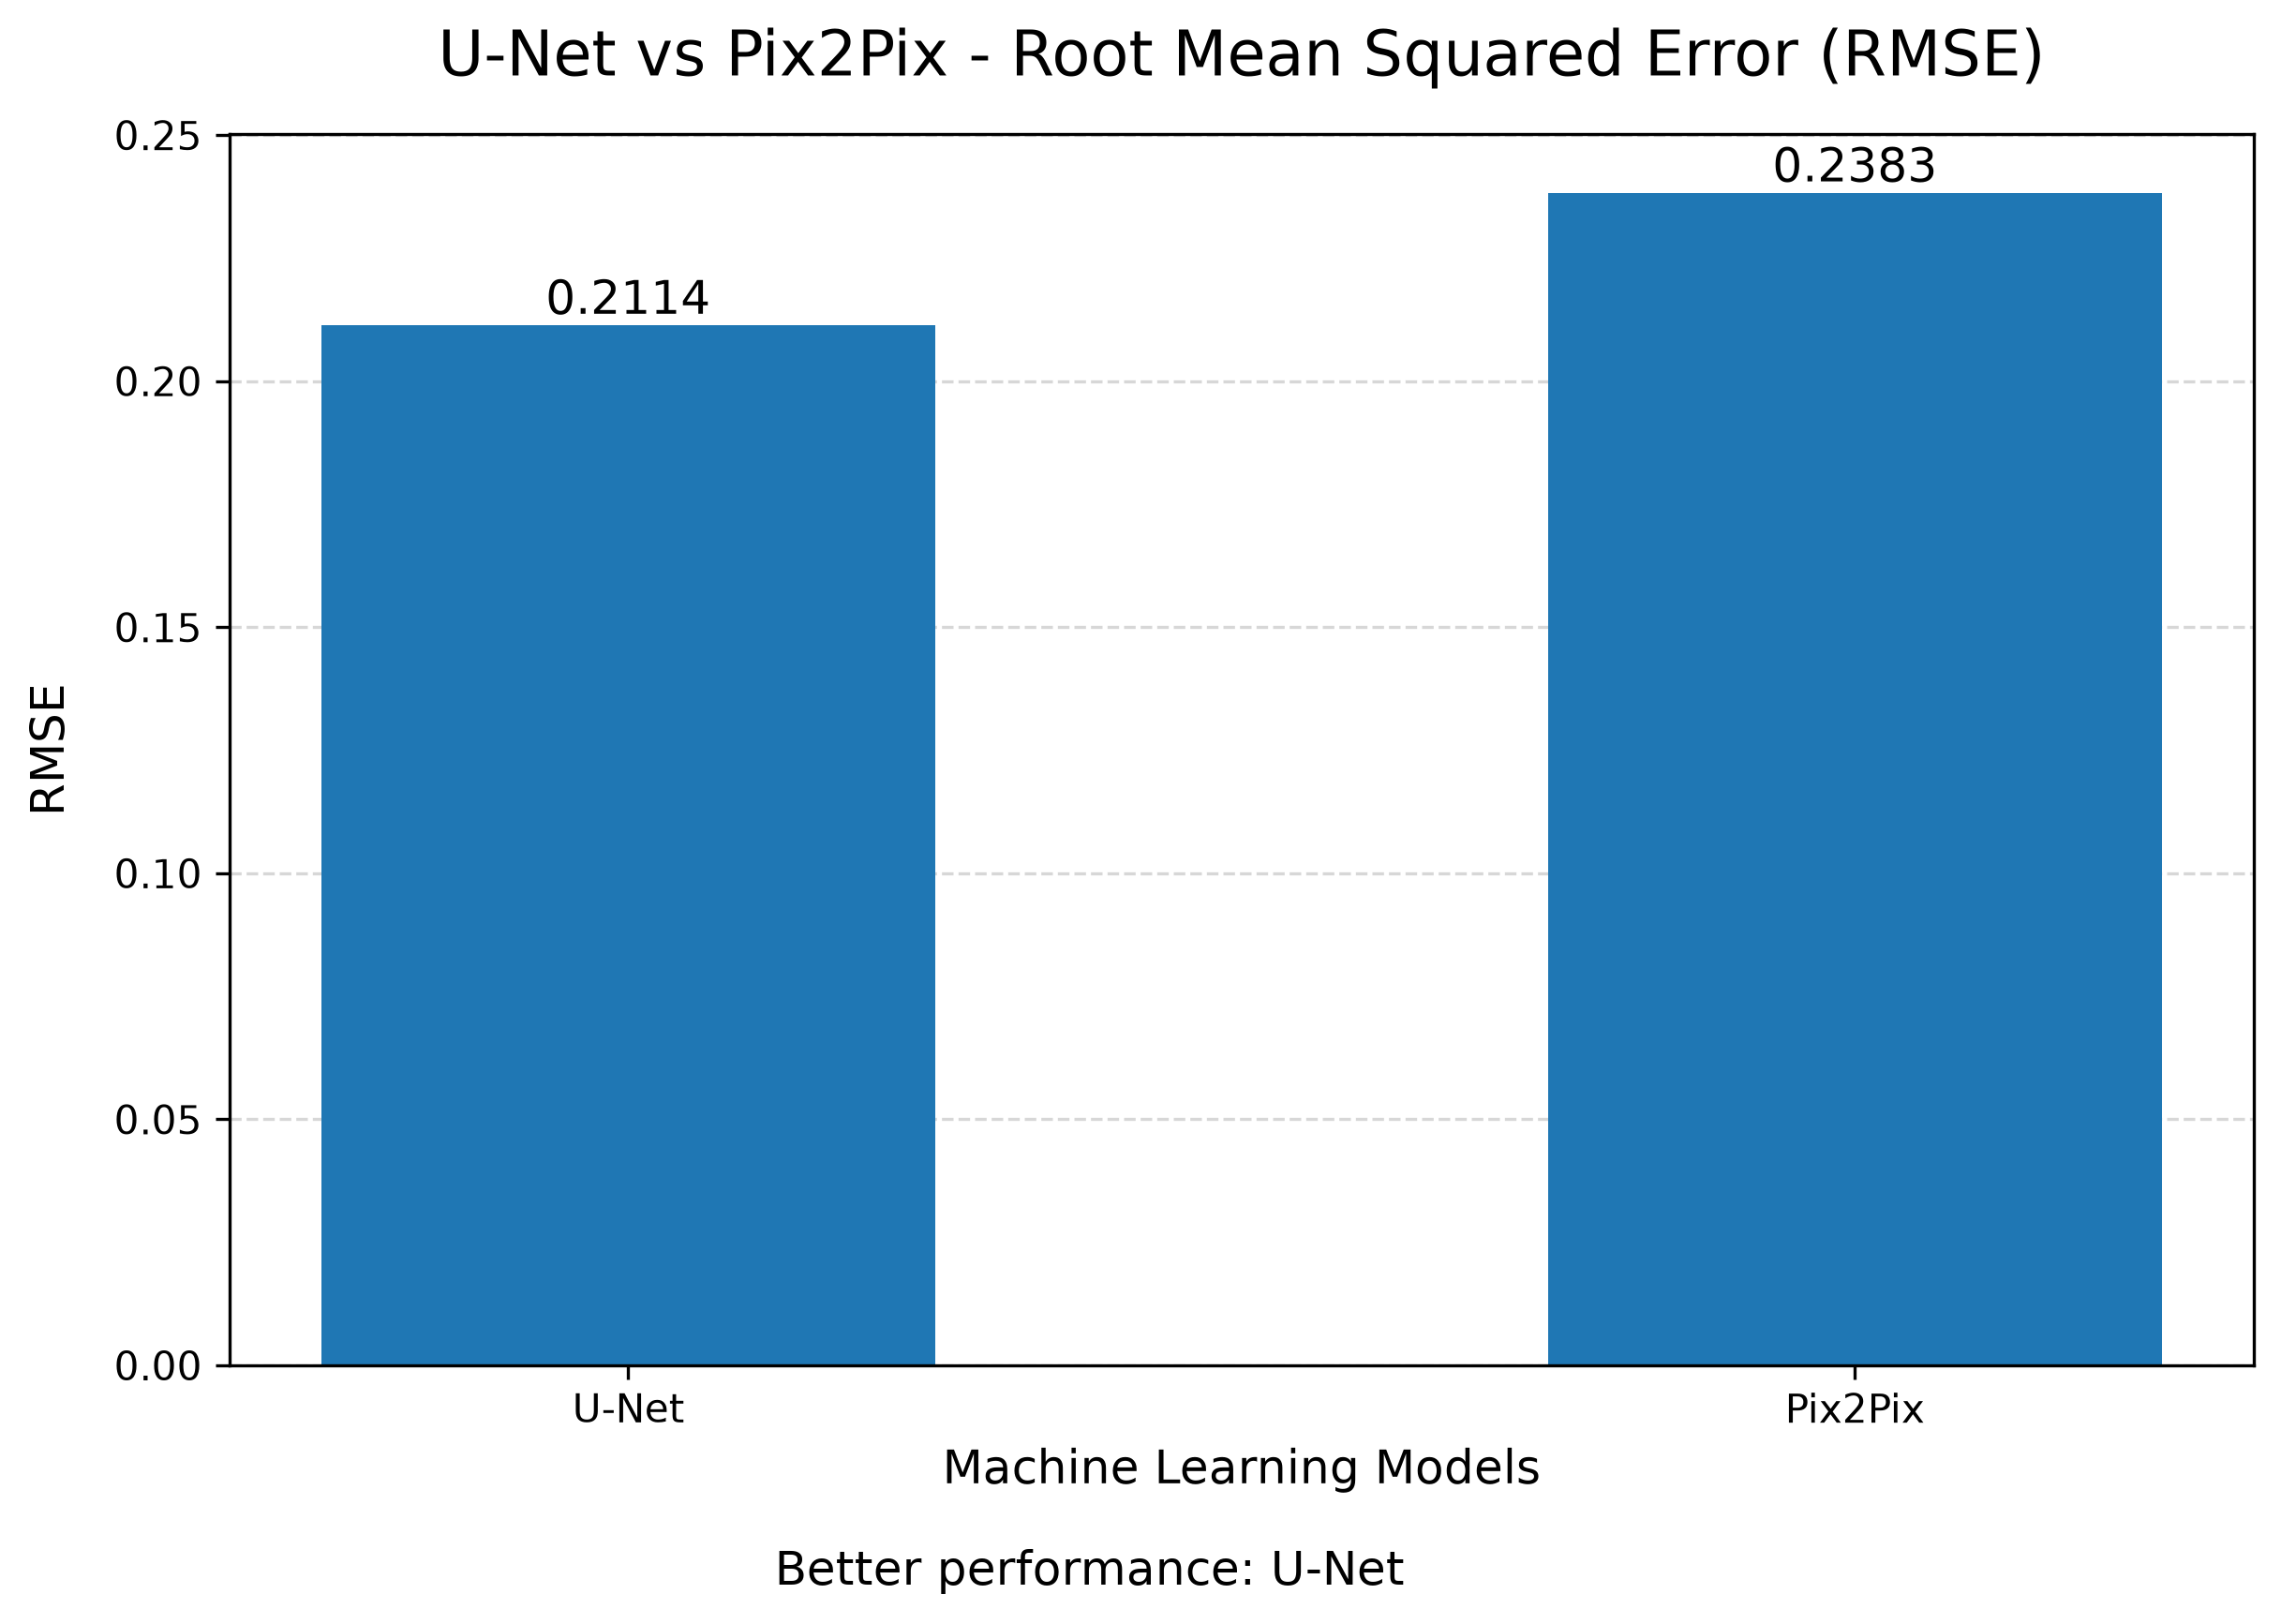 U-Net vs Pix2Pix - Root Mean Squared Error (RMSE)
0.25
0.20
0.15
0.10
0.05
0.00
RMSE
0.2114
0.2383
U-Net
Pix2Pix
Machine Learning Models
Better performance: U-Net